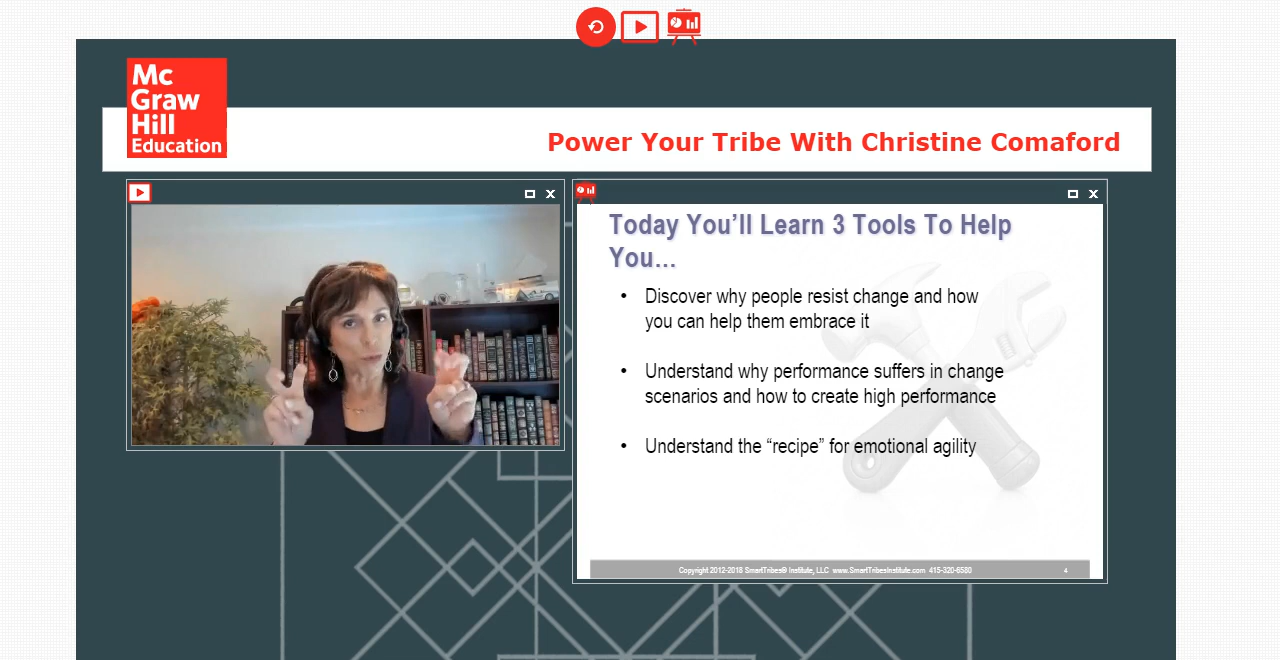 Mc
Graw
Hill
Education
Power Your Tribe With Christine Comaford
Today You’ll Learn 3 Tools To Help
You…
• Discover why people resist change and how
you can help them embrace it
• Understand why performance suffers in change
scenarios and how to create high performance
• Understand the “recipe” for emotional agility
Copyright 2012-2018 SmartTribes® Institute, LLC www.SmartTribesInstitute.com 415-320-6580 4